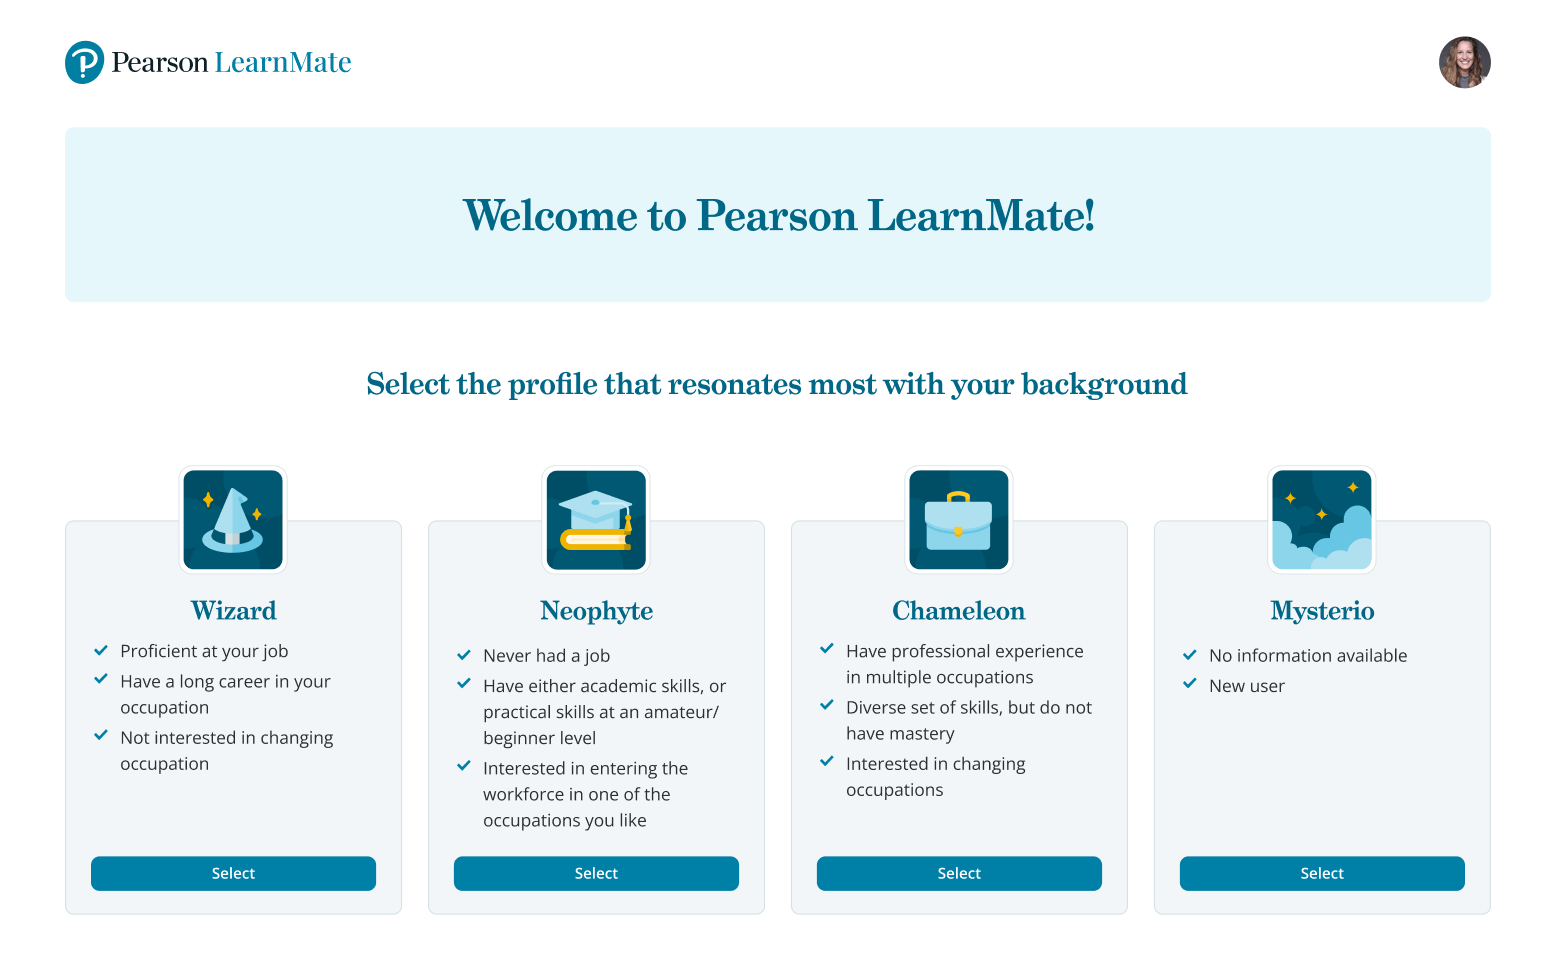 Pearson LearnMate
Welcome to Pearson LearnMate!
Select the profile that resonates most with your background
Wizard
Proficient at your job
Have a long career in your
occupation
Not interested in changing
occupation
Select
Neophyte
Never had a job
Have either academic skills, or
practical skills at an amateur/
beginner level
Interested in entering the
workforce in one of the
occupations you like
Select
Chameleon
Have professional experience
in multiple occupations
Diverse set of skills, but do not
have mastery
Interested in changing
occupations
Select
Mysterio
No information available
New user
Select